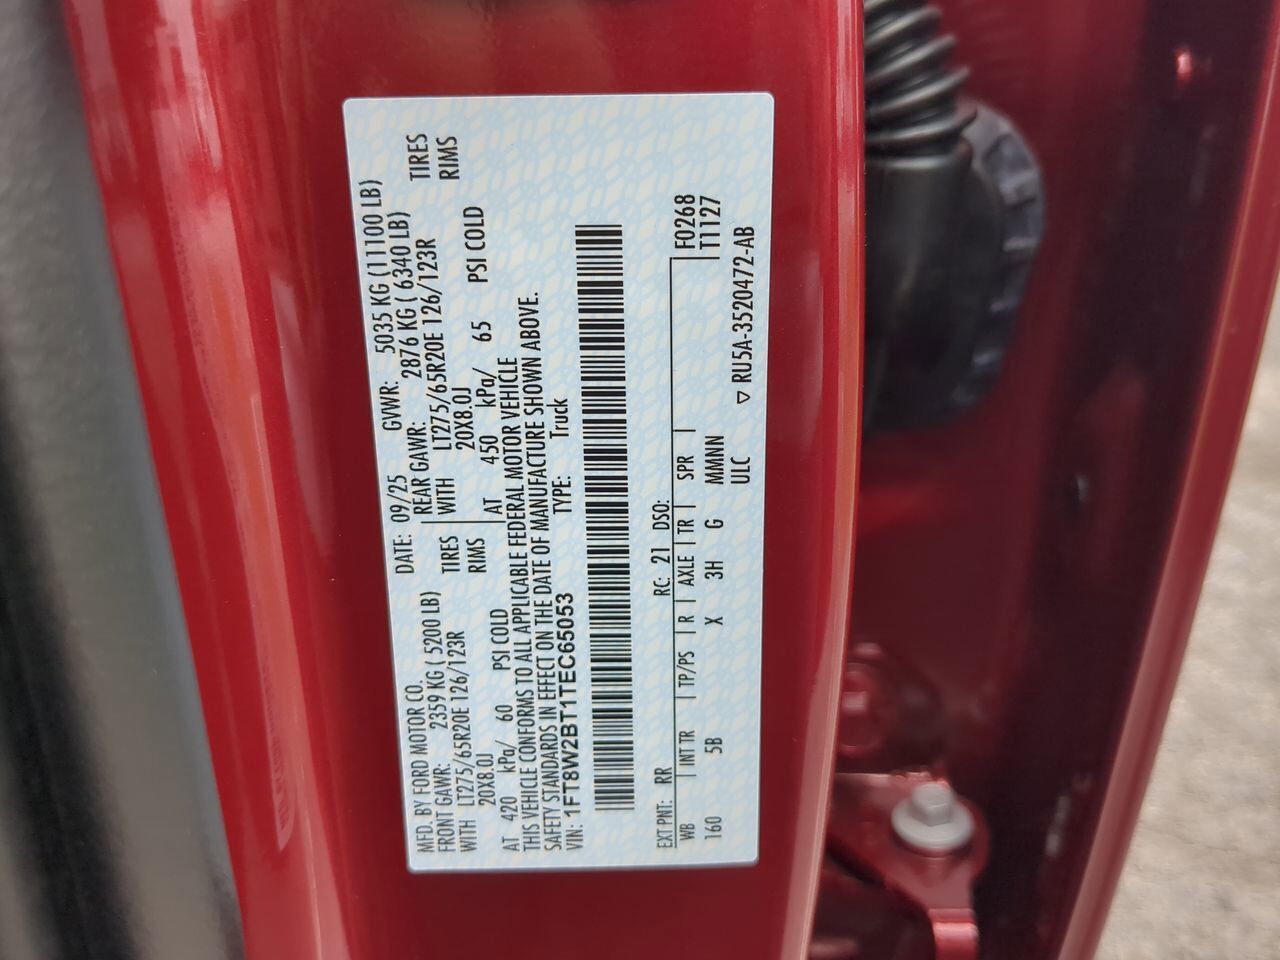 MFD. BY FORD MOTOR CO.
DATE: 09/25 GVWR: 5035 KG (11100 LB)
FRONT GAWR: 2359 KG ( 5200 LB) REAR GAWR: 2876 KG ( 6340 LB)
WITH LT275/65R20E 126/123R TIRES WITH LT275/65R20E 126/123R TIRES
20X8.0J RIMS 20X8.0J RIMS
AT 420 kPa/ 60 PSI COLD AT 450 kPa/ 65 PSI COLD
THIS VEHICLE CONFORMS TO ALL APPLICABLE FEDERAL MOTOR VEHICLE
SAFETY STANDARDS IN EFFECT ON THE DATE OF MANUFACTURE SHOWN ABOVE.
VIN: 1FT8W2BT1TEC65053 TYPE: Truck
EXT PNT: RR RC: 21 DSO: F0268
WB INT TR TP/PS R AXLE TR SPR T1127
160 5B X 3H G MMNN
ULC ▽ RU5A-3520472-AB